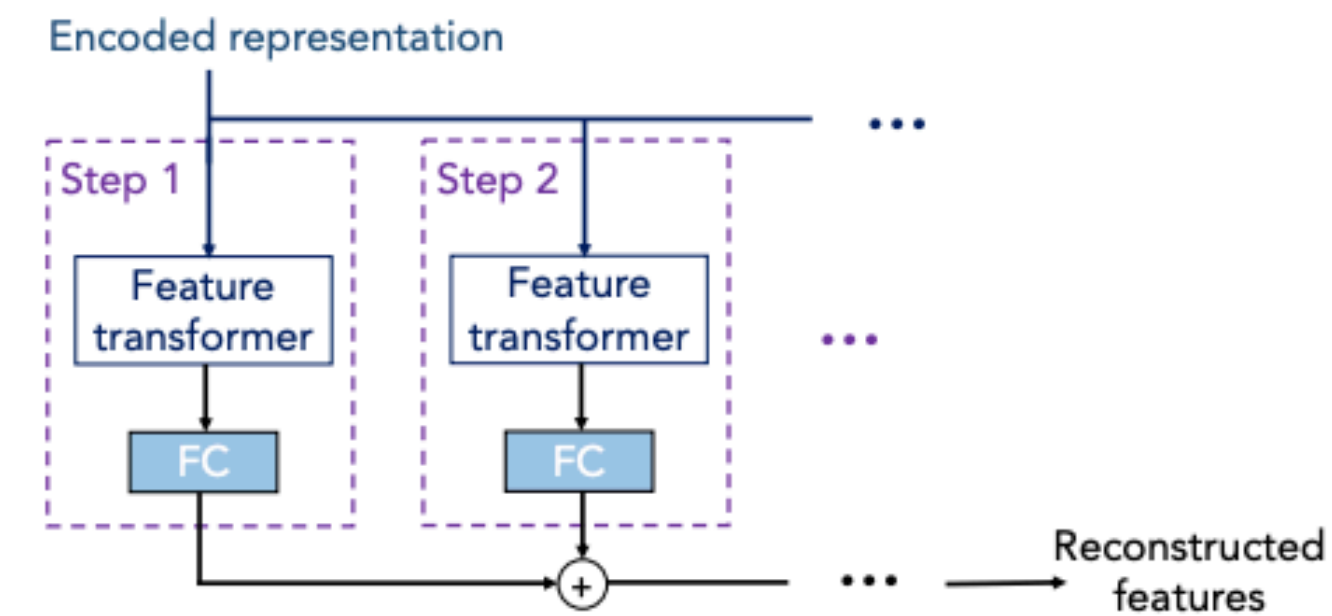 Encoded representation
...
Step 1
Step 2
Feature
transformer
Feature
transformer
...
FC
FC
+
...
Reconstructed
features